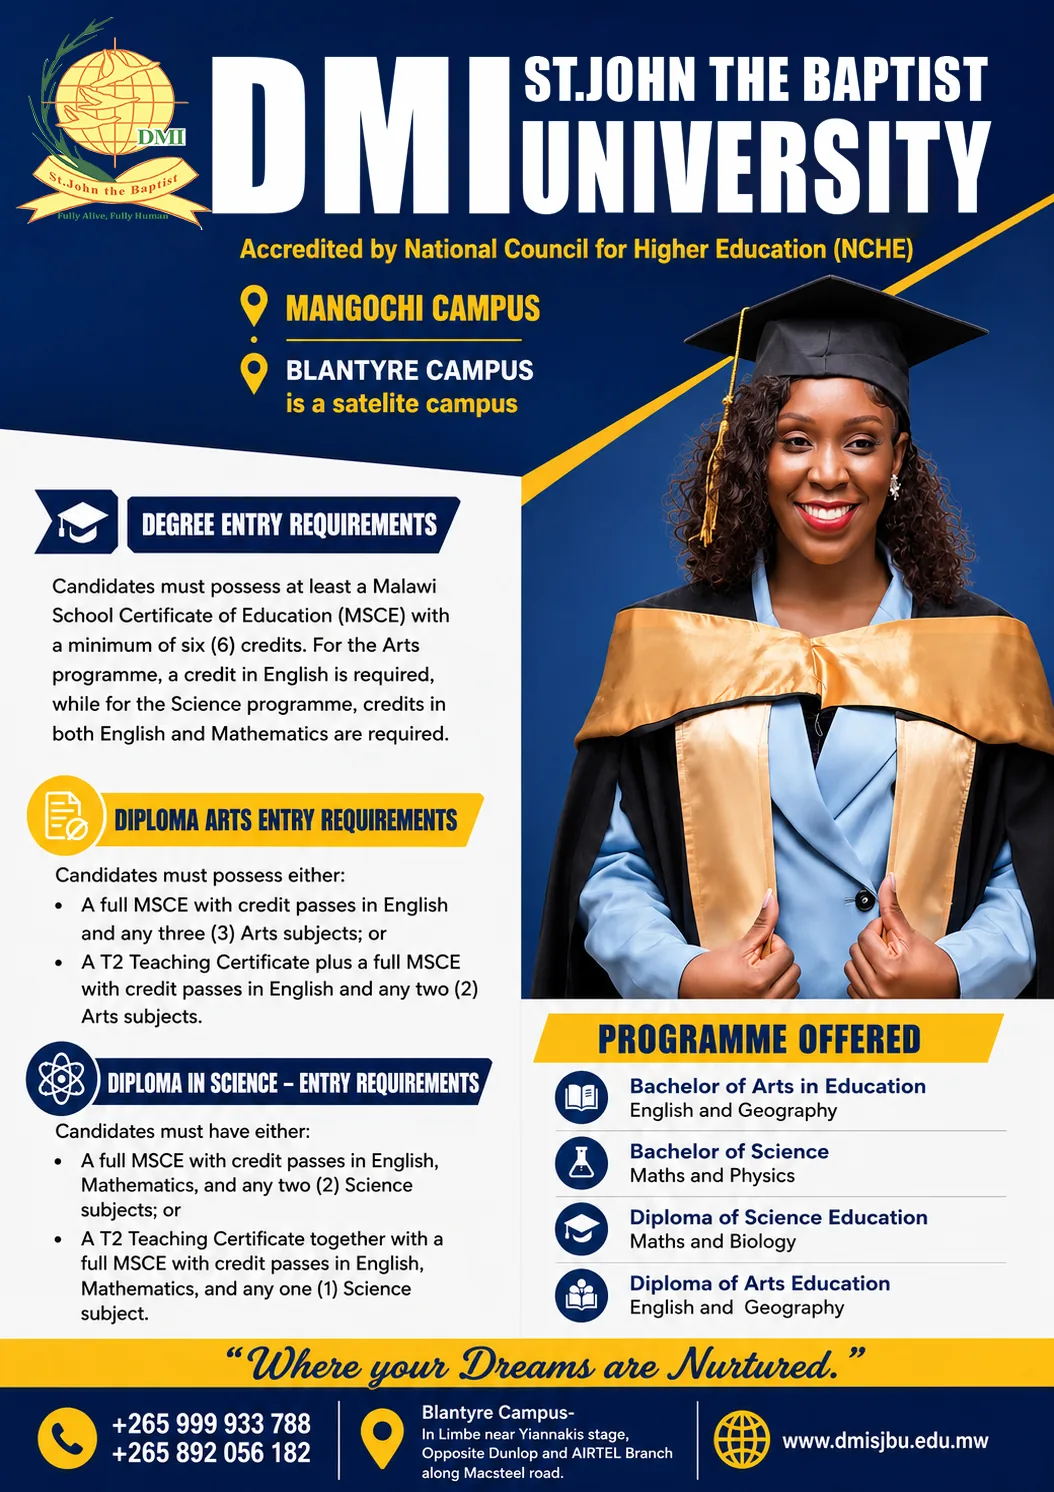 DMI
St.John the Baptist
Fully Alive, Fully Human
DMI
ST.JOHN THE BAPTIST
UNIVERSITY
Accredited by National Council for Higher Education (NCHE)
MANGOCHI CAMPUS
BLANTYRE CAMPUS
is a satelite campus
DEGREE ENTRY REQUIREMENTS
Candidates must possess at least a Malawi
School Certificate of Education (MSCE) with
a minimum of six (6) credits. For the Arts
programme, a credit in English is required,
while for the Science programme, credits in
both English and Mathematics are required.
DIPLOMA ARTS ENTRY REQUIREMENTS
Candidates must possess either:
• A full MSCE with credit passes in English
and any three (3) Arts subjects; or
• A T2 Teaching Certificate plus a full MSCE
with credit passes in English and any two (2)
Arts subjects.
DIPLOMA IN SCIENCE – ENTRY REQUIREMENTS
Candidates must have either:
• A full MSCE with credit passes in English,
Mathematics, and any two (2) Science
subjects; or
• A T2 Teaching Certificate together with a
full MSCE with credit passes in English,
Mathematics, and any one (1) Science
subject.
PROGRAMME OFFERED
Bachelor of Arts in Education
English and Geography
Bachelor of Science
Maths and Physics
Diploma of Science Education
Maths and Biology
Diploma of Arts Education
English and  Geography
“Where your Dreams are Nurtured.”
+265 999 933 788
+265 892 056 182
Blantyre Campus-
In Limbe near Yiannakis stage,
Opposite Dunlop and AIRTEL Branch
along Macsteel road.
www.dmisjbu.edu.mw